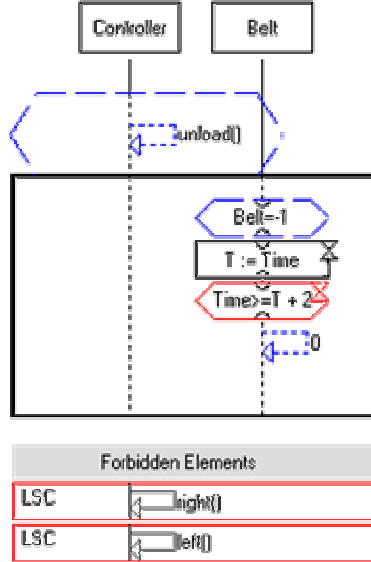 Controller Belt
unload()
Belt=-1
T := Time
Time>=T + 2
0
Forbidden Elements
LSC right()
LSC left()